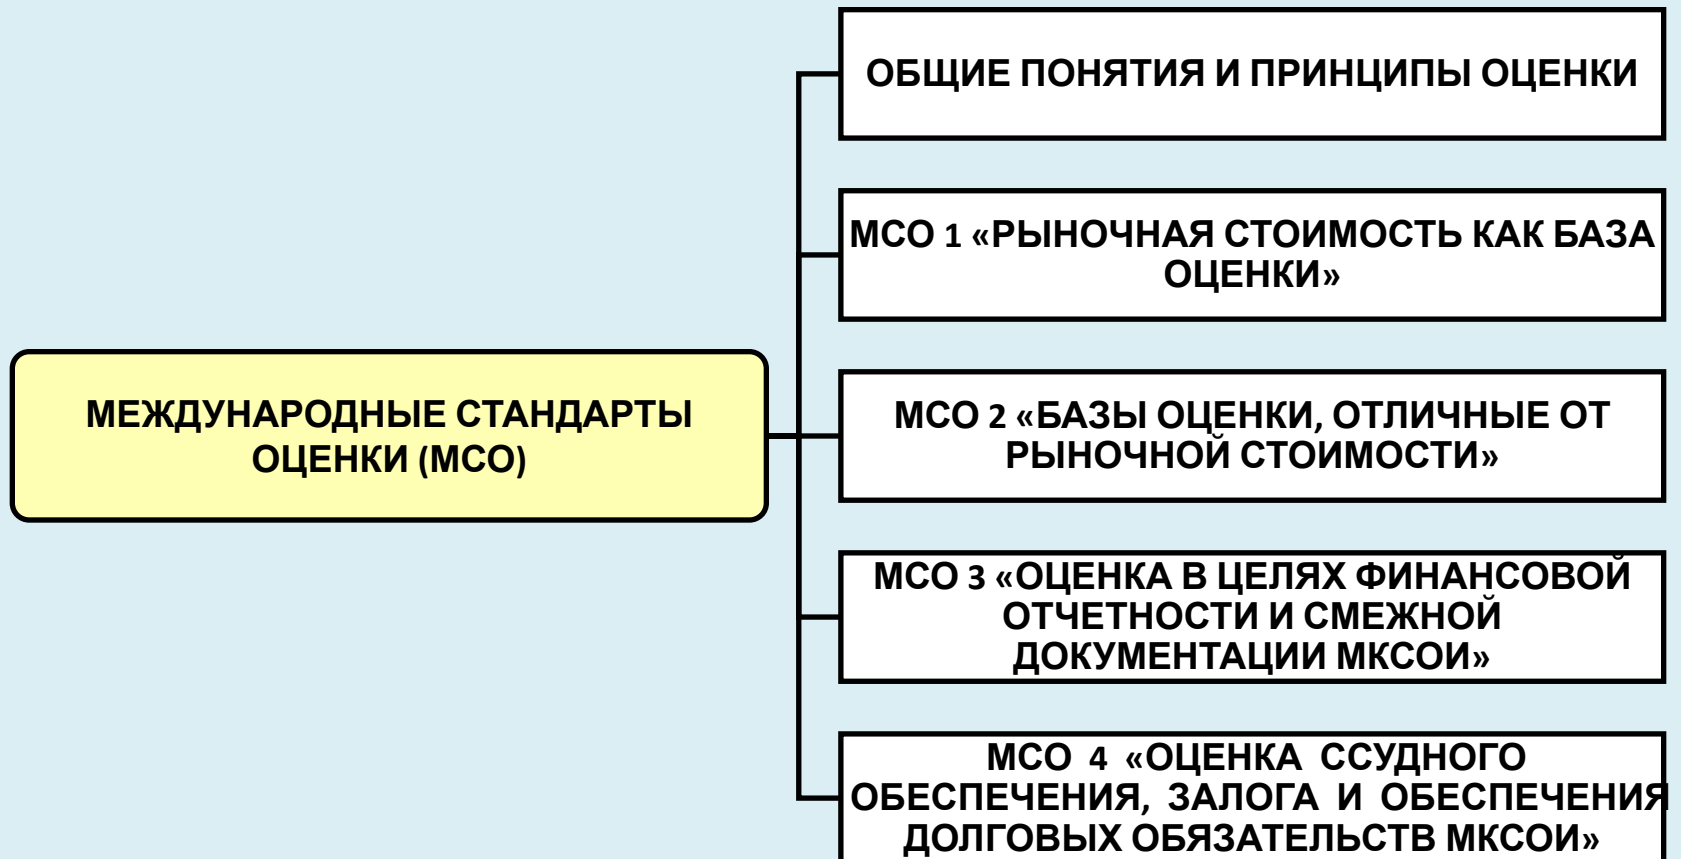 ОБЩИЕ ПОНЯТИЯ И ПРИНЦИПЫ ОЦЕНКИ
МСО 1 «РЫНОЧНАЯ СТОИМОСТЬ КАК БАЗА
ОЦЕНКИ»
МЕЖДУНАРОДНЫЕ СТАНДАРТЫ
ОЦЕНКИ (МСО)
МСО 2 «БАЗЫ ОЦЕНКИ, ОТЛИЧНЫЕ ОТ
РЫНОЧНОЙ СТОИМОСТИ»
МСО 3 «ОЦЕНКА В ЦЕЛЯХ ФИНАНСОВОЙ
ОТЧЕТНОСТИ И СМЕЖНОЙ
ДОКУМЕНТАЦИИ МКСОИ»
МСО 4 «ОЦЕНКА ССУДНОГО
ОБЕСПЕЧЕНИЯ, ЗАЛОГА И ОБЕСПЕЧЕНИЯ
ДОЛГОВЫХ ОБЯЗАТЕЛЬСТВ МКСОИ»